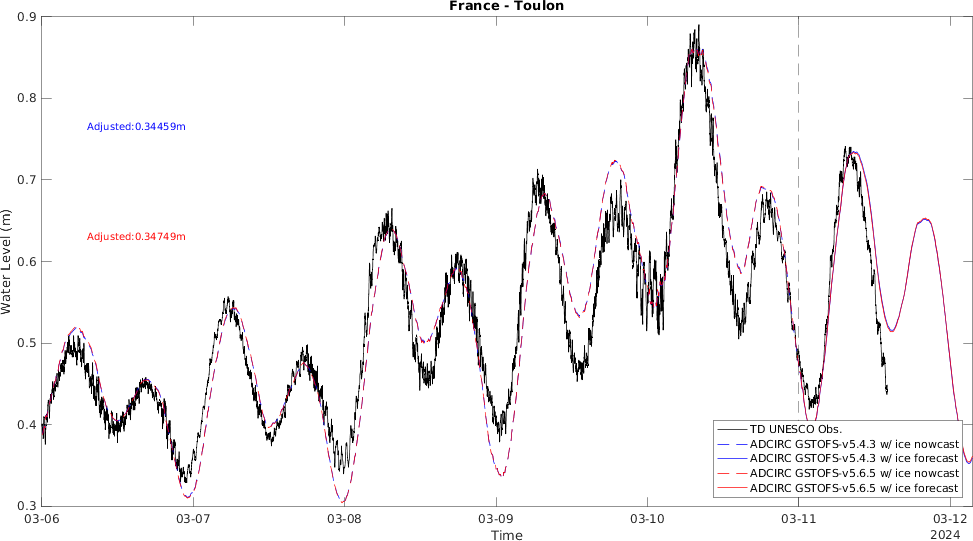 France - Toulon
0.9
0.8
0.7
0.6
0.5
0.4
0.3
Water Level (m)
Adjusted:0.34459m
Adjusted:0.34749m
TD UNESCO Obs.
ADCIRC GSTOFS-v5.4.3 w/ ice nowcast
ADCIRC GSTOFS-v5.4.3 w/ ice forecast
ADCIRC GSTOFS-v5.6.5 w/ ice nowcast
ADCIRC GSTOFS-v5.6.5 w/ ice forecast
03-06 03-07 03-08 03-09 03-10 03-11 03-12
Time
2024